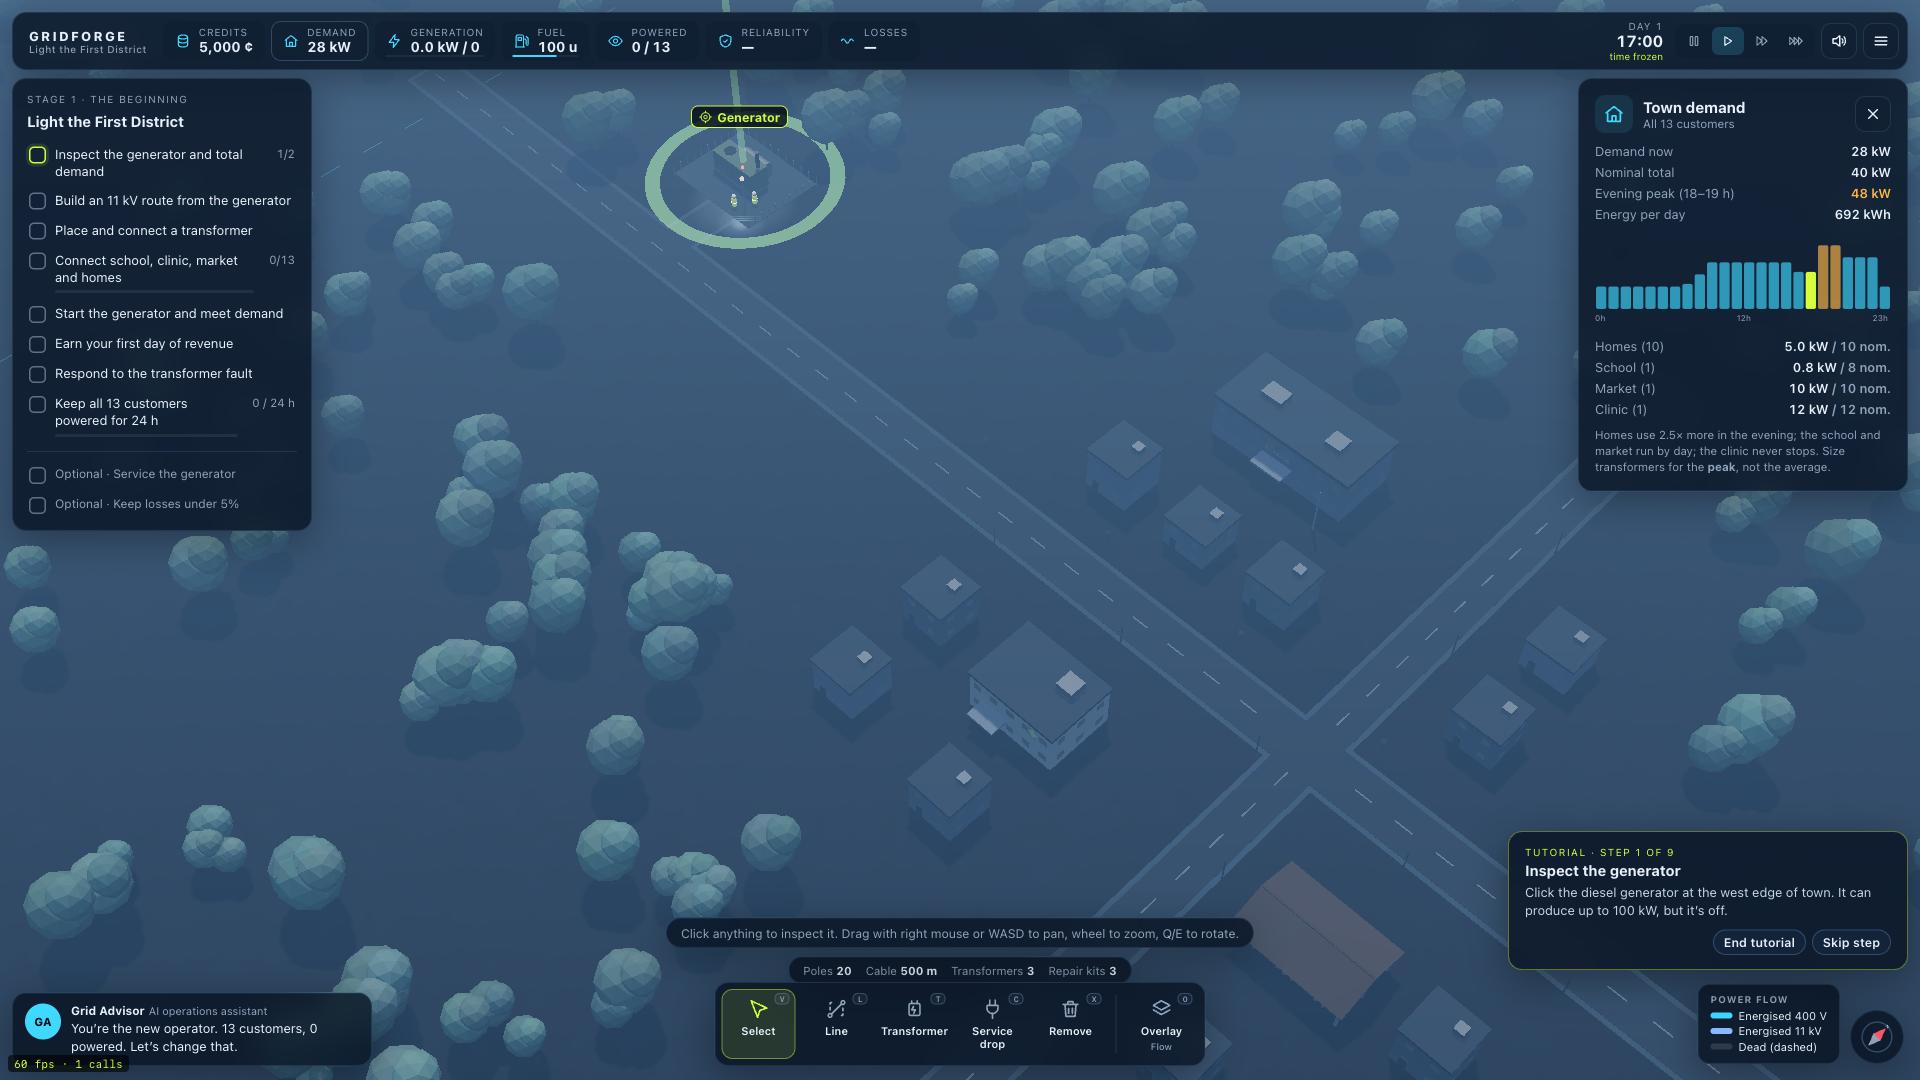 GRIDFORGE
Light the First District
CREDITS
5,000 ¢
DEMAND
28 kW
GENERATION
0.0 kW / 0
FUEL
100 u
POWERED
0 / 13
RELIABILITY
—
LOSSES
—
DAY 1
17:00
time frozen
STAGE 1 · THE BEGINNING
Light the First District
Inspect the generator and total 1/2
demand
Build an 11 kV route from the generator
Place and connect a transformer
Connect school, clinic, market 0/13
and homes
Start the generator and meet demand
Earn your first day of revenue
Respond to the transformer fault
Keep all 13 customers 0 / 24 h
powered for 24 h
Optional · Service the generator
Optional · Keep losses under 5%
Generator
Town demand
All 13 customers
Demand now 28 kW
Nominal total 40 kW
Evening peak (18–19 h) 48 kW
Energy per day 692 kWh
0h 12h 23h
Homes (10) 5.0 kW / 10 nom.
School (1) 0.8 kW / 8 nom.
Market (1) 10 kW / 10 nom.
Clinic (1) 12 kW / 12 nom.
Homes use 2.5× more in the evening; the school and
market run by day; the clinic never stops. Size
transformers for the peak, not the average.
TUTORIAL · STEP 1 OF 9
Inspect the generator
Click the diesel generator at the west edge of town. It can
produce up to 100 kW, but it’s off.
End tutorial Skip step
Click anything to inspect it. Drag with right mouse or WASD to pan, wheel to zoom, Q/E to rotate.
Poles 20 Cable 500 m Transformers 3 Repair kits 3
V L T C X O
Select Line Transformer Service drop Remove Overlay
Flow
GA
Grid Advisor AI operations assistant
You’re the new operator. 13 customers, 0
powered. Let’s change that.
60 fps · 1 calls
POWER FLOW
Energised 400 V
Energised 11 kV
Dead (dashed)